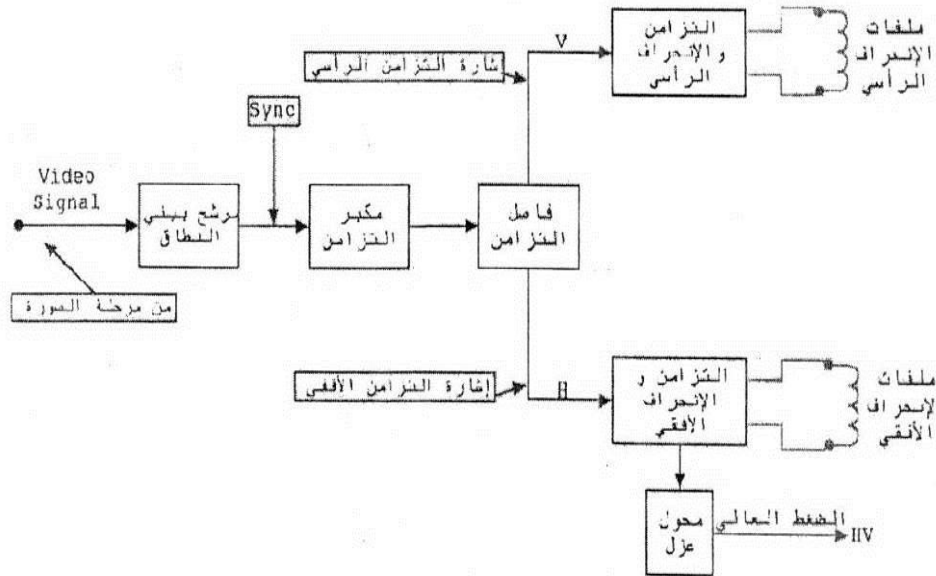 V
التزامن
و الإنحراف
الرأسي
ملفات
الإنحراف
الرأسي
إشارة التزامن الرأسي
Sync
Video
Signal
مرشح بيني
النطاق
مكبر
التزامن
فاصل
التزامن
من مرحلة الصورة
إشارة التزامن الأفقي
H
التزامن و
الإنحراف
الأفقي
ملفات
لإنحراف
الأفقي
محول
عزل
الضغط العالي
HV